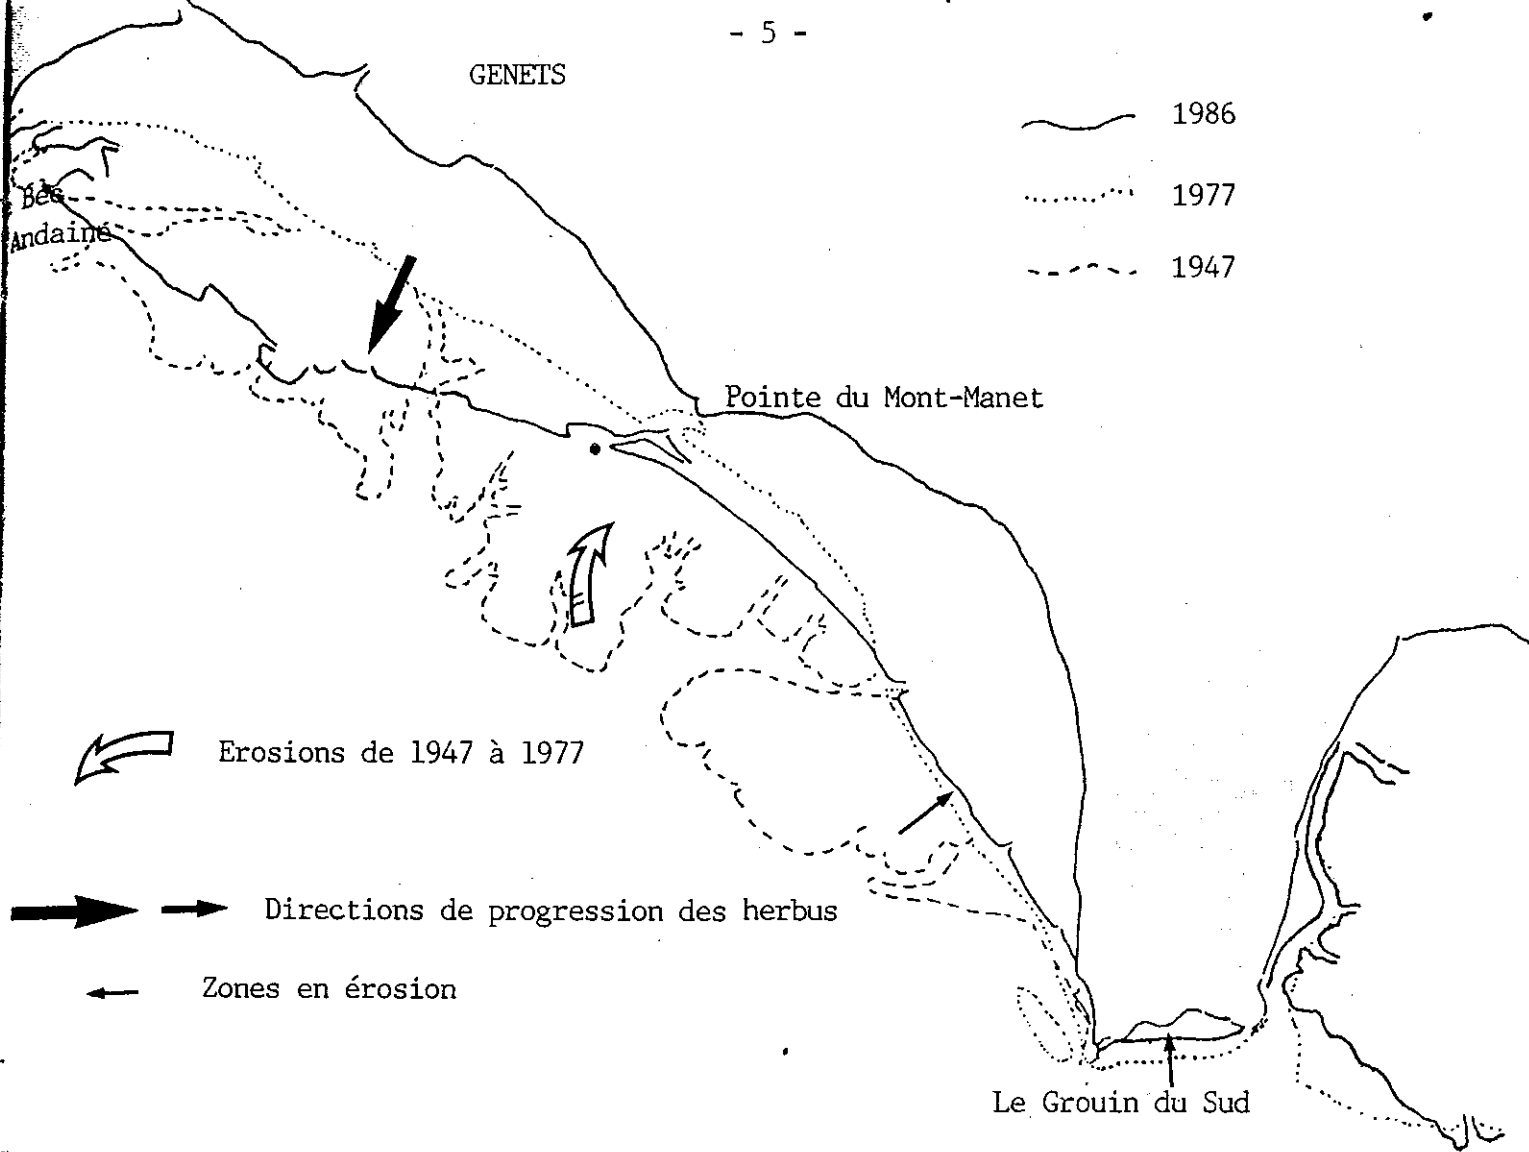 - 5 -
GENETS
1986
1977
1947
Bec
Andaine
Pointe du Mont-Manet
Erosions de 1947 à 1977
Directions de progression des herbus
Zones en érosion
Le Grouin du Sud